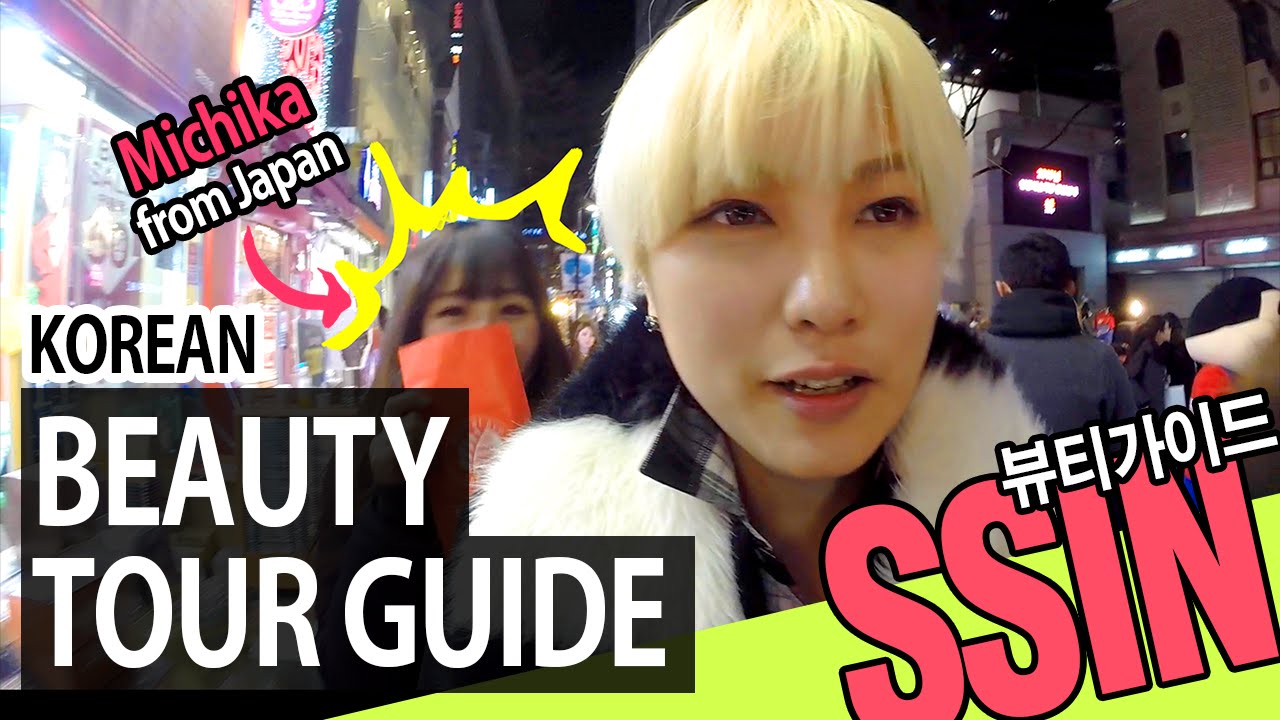 Michika
from Japan
KOREAN
BEAUTY
TOUR GUIDE
뷰티가이드
SSIN